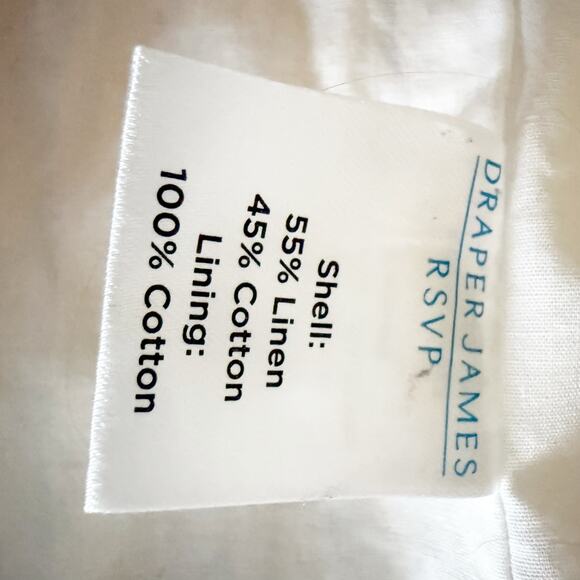 DRAPER JAMES
RSVP
Shell:
55% Linen
45% Cotton
Lining:
100% Cotton